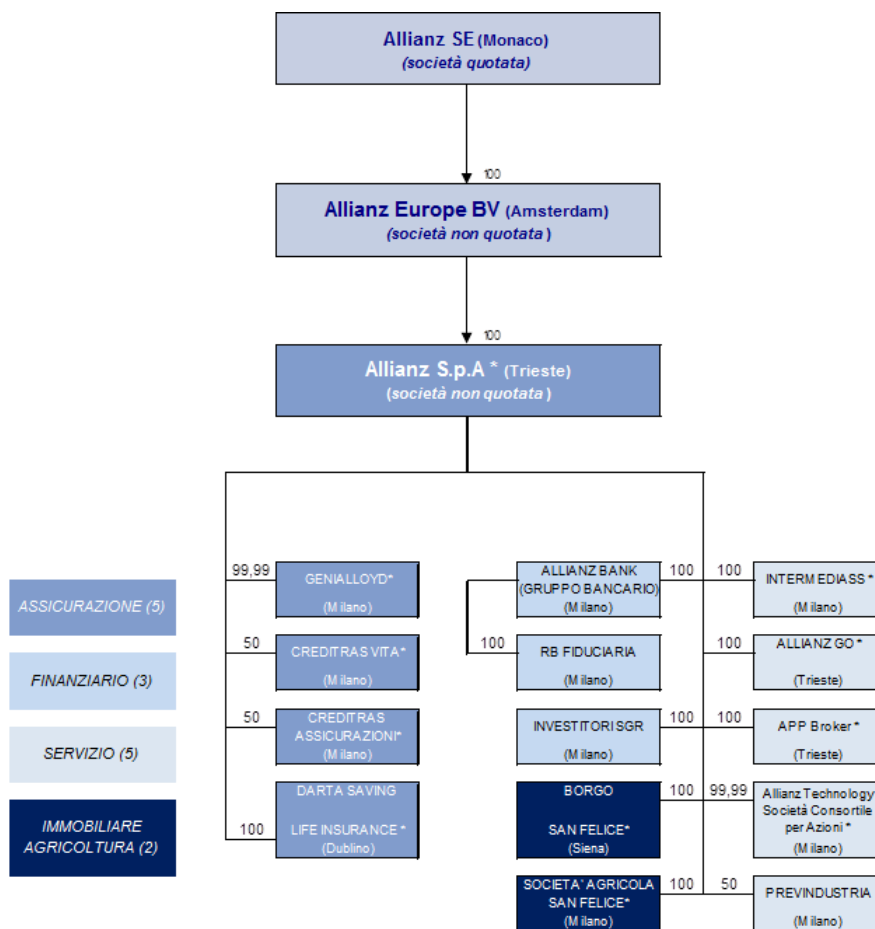 Allianz SE (Monaco)
(società quotata)
100
Allianz Europe BV (Amsterdam)
(società non quotata )
100
Allianz S.p.A * (Trieste)
(società non quotata )
ASSICURAZIONE (5)
FINANZIARIO (3)
SERVIZIO (5)
IMMOBILIARE
AGRICOLTURA (2)
99,99
GENIALLOYD*
(Milano)
50
CREDITRAS VITA*
(Milano)
50
CREDITRAS
ASSICURAZIONI*
(Milano)
100
DARTA SAVING
LIFE INSURANCE *
(Dublino)
ALLIANZ BANK
(GRUPPO BANCARIO)
(Milano)
100
100
RB FIDUCIARIA
(Milano)
INVESTITORI SGR
(Milano)
100
BORGO
SAN FELICE*
(Siena)
100
SOCIETA' AGRICOLA
SAN FELICE*
(Milano)
100
100
INTERMEDIASS *
(Milano)
100
ALLIANZ GO *
(Trieste)
100
APP Broker *
(Trieste)
99,99
Allianz Technology
Società Consortile
per Azioni *
(Milano)
50
PREVINDUSTRIA
(Milano)